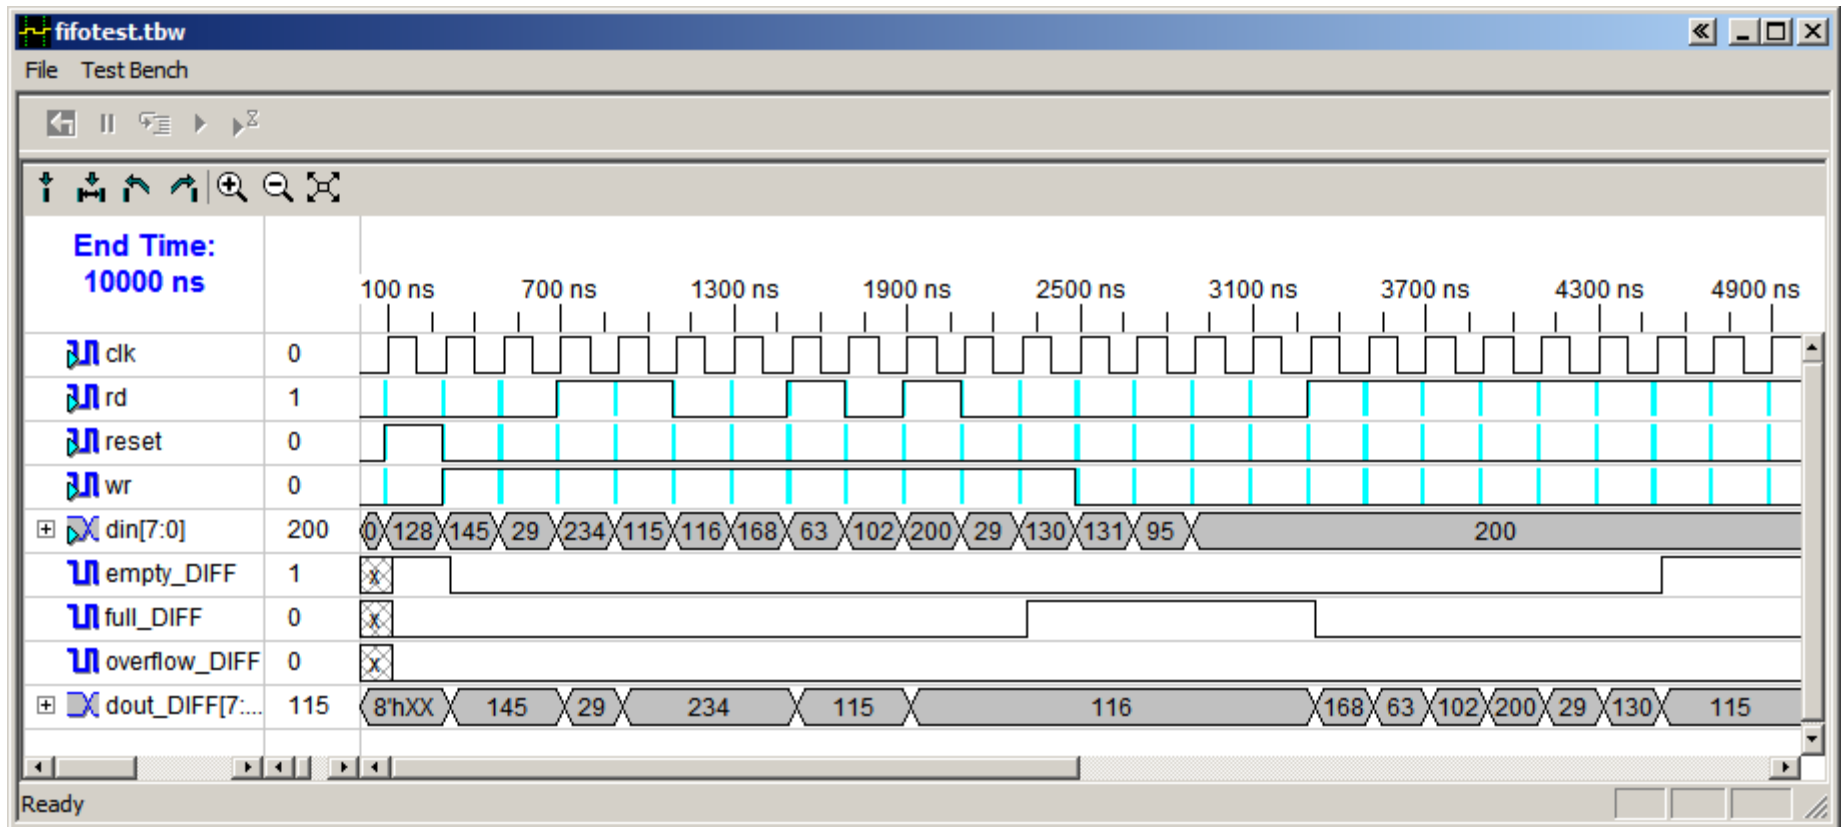 fifotest.tbw
File Test Bench
End Time:
10000 ns
100 ns 700 ns 1300 ns 1900 ns 2500 ns 3100 ns 3700 ns 4300 ns 4900 ns
clk 0
rd 1
reset 0
wr 0
din[7:0] 200 0 128 145 29 234 115 116 168 63 102 200 29 130 131 95 200
empty_DIFF 1 x
full_DIFF 0 x
overflow_DIFF 0 x
dout_DIFF[7:... 115 8'hXX 145 29 234 115 116 168 63 102 200 29 130 115
Ready